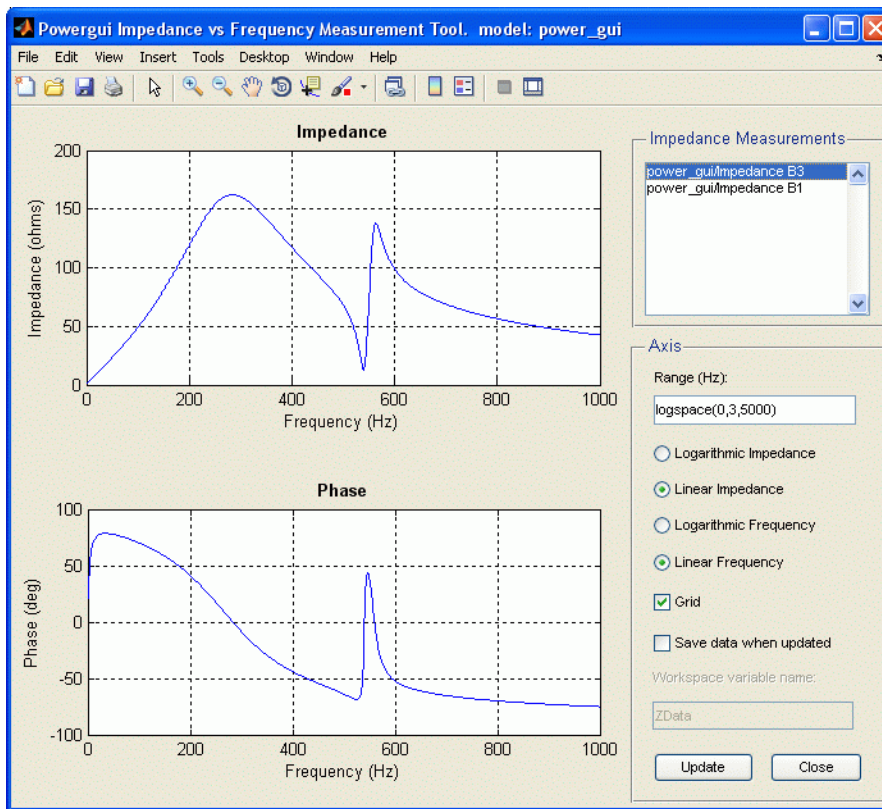 Powergui Impedance vs Frequency Measurement Tool.  model: power_gui
File Edit View Insert Tools Desktop Window Help
Impedance
200
150
100
50
0
Impedance (ohms)
0 200 400 600 800 1000
Frequency (Hz)
Phase
100
50
0
-50
-100
Phase (deg)
0 200 400 600 800 1000
Frequency (Hz)
Impedance Measurements
power_gui/Impedance B3
power_gui/Impedance B1
Axis
Range (Hz):
logspace(0,3,5000)
Logarithmic Impedance
Linear Impedance
Logarithmic Frequency
Linear Frequency
Grid
Save data when updated
Workspace variable name:
ZData
Update Close